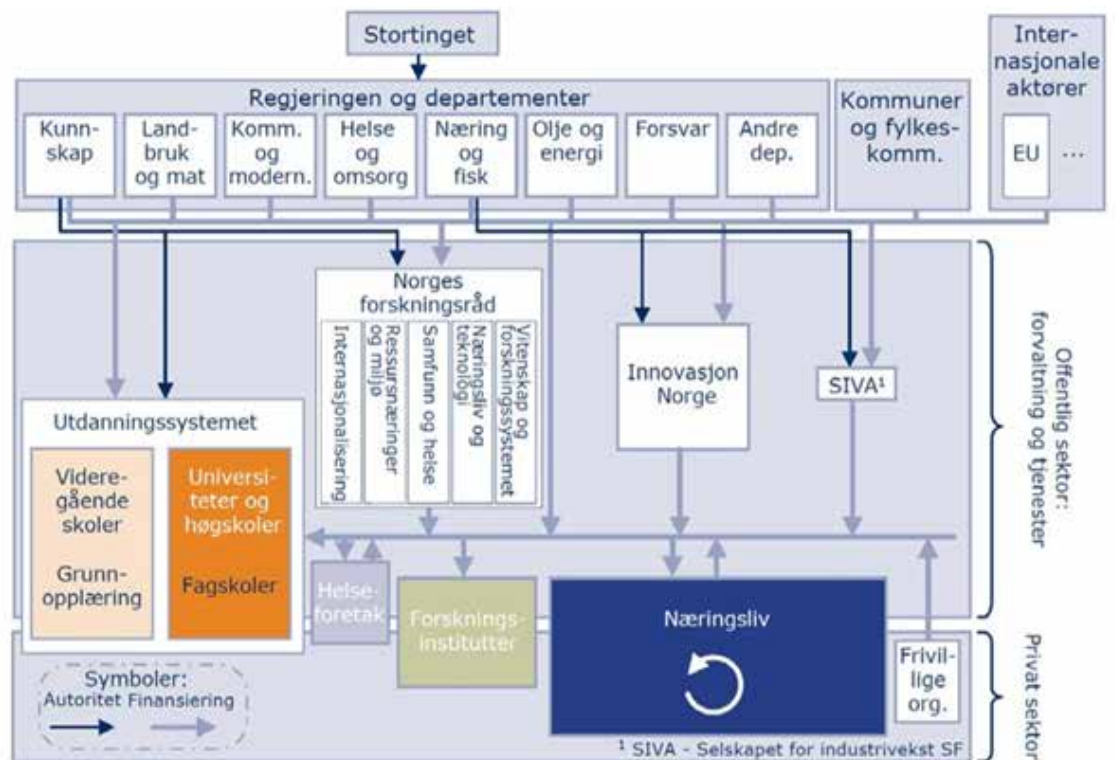 Stortinget
Inter-
nasjonale
aktører
EU
...
Regjeringen og departementer
Kunn-
skap
Land-
bruk
og mat
Komm.
og
modern.
Helse
og
omsorg
Næring
og
fisk
Olje og
energi
Forsvar
Andre
dep.
Kommuner
og fylkes-
komm.
Norges
forskningsråd
Internasjonalisering
Ressursnæringer
og miljø
Samfunn og helse
Næringsliv og
teknologi
Vitenskap og
forskningssystemet
Innovasjon
Norge
SIVA¹
Offentlig sektor:
forvaltning og tjenester
Utdanningssystemet
Videre-
gående
skoler
Grunn-
opplæring
Universi-
teter og
høgskoler
Fagskoler
Helse-
foretak
Forsknings-
institutter
Næringsliv
Frivil-
lige
org.
Privat sektor
Symboler:
Autoritet Finansiering
¹ SIVA - Selskapet for industrivekst SF